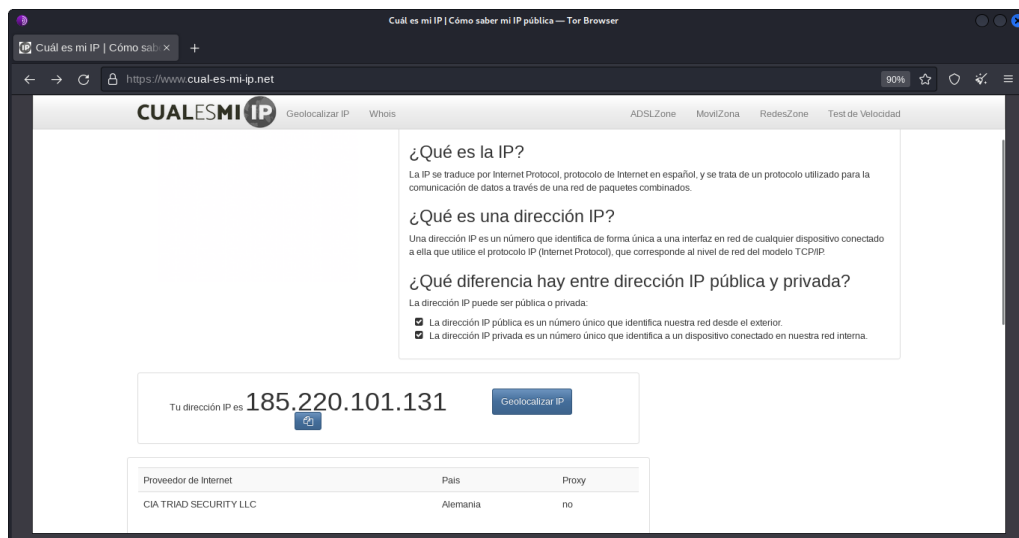 Cuál es mi IP | Cómo saber mi IP pública — Tor Browser
Cuál es mi IP | Cómo sab
https://www.cual-es-mi-ip.net
90%
CUALESMI IP
Geolocalizar IP
Whois
ADSLZone
MovilZona
RedesZone
Test de Velocidad
¿Qué es la IP?
La IP se traduce por Internet Protocol, protocolo de Internet en español, y se trata de un protocolo utilizado para la
comunicación de datos a través de una red de paquetes combinados.
¿Qué es una dirección IP?
Una dirección IP es un número que identifica de forma única a una interfaz en red de cualquier dispositivo conectado
a ella que utilice el protocolo IP (Internet Protocol), que corresponde al nivel de red del modelo TCP/IP.
¿Qué diferencia hay entre dirección IP pública y privada?
La dirección IP puede ser pública o privada:
La dirección IP pública es un número único que identifica nuestra red desde el exterior.
La dirección IP privada es un número único que identifica a un dispositivo conectado en nuestra red interna.
Tu dirección IP es 185.220.101.131
Geolocalizar IP
Proveedor de Internet
Pais
Proxy
CIA TRIAD SECURITY LLC
Alemania
no